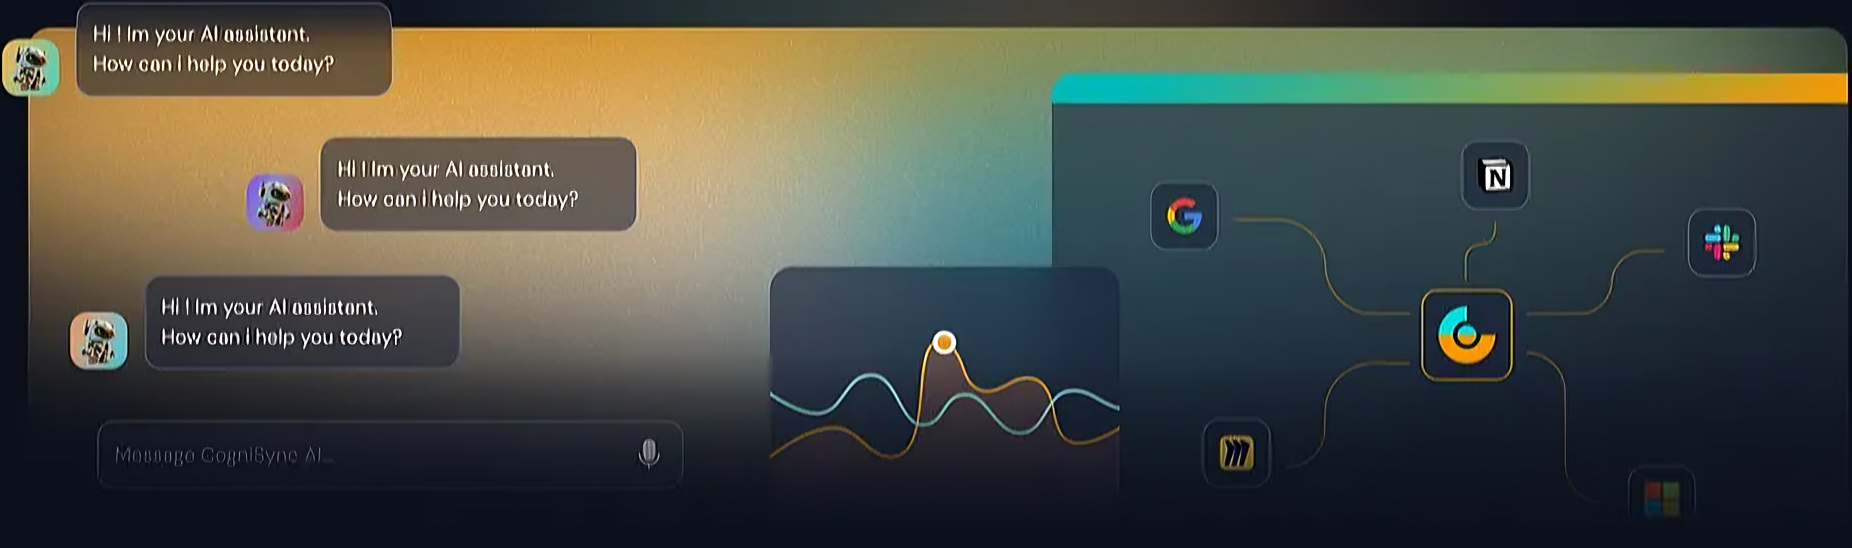 Hi ! Im your AI assistant.
How can i help you today?
Hi ! Im your AI assistant.
How can i help you today?
Hi ! Im your AI assistant.
How can i help you today?
Message CogniSync AI...
N